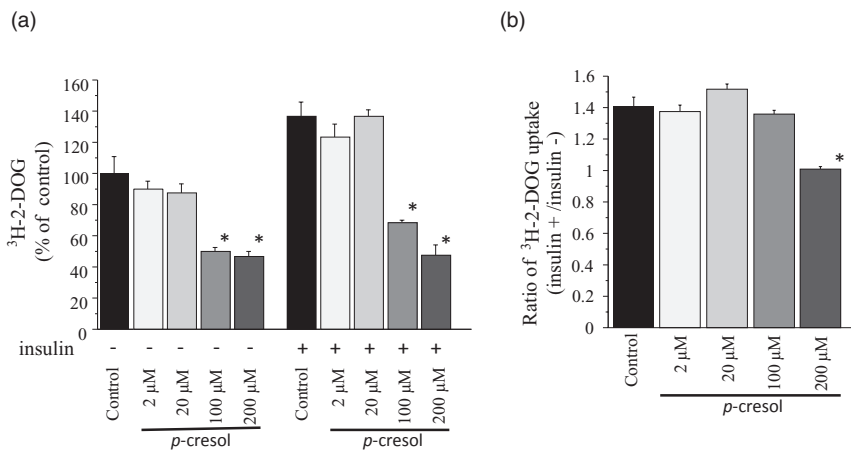 (a)
³H-2-DOG
(% of control)
160
140
120
100
80
60
40
20
0
* * * *
insulin - - - - - + + + + +
Control 2 µM 20 µM 100 µM 200 µM Control 2 µM 20 µM 100 µM 200 µM
p-cresol p-cresol
(b)
Ratio of ³H-2-DOG uptake
(insulin + /insulin -)
1.6
1.4
1.2
1
0.8
0.6
0.4
0.2
0
*
Control 2 µM 20 µM 100 µM 200 µM
p-cresol